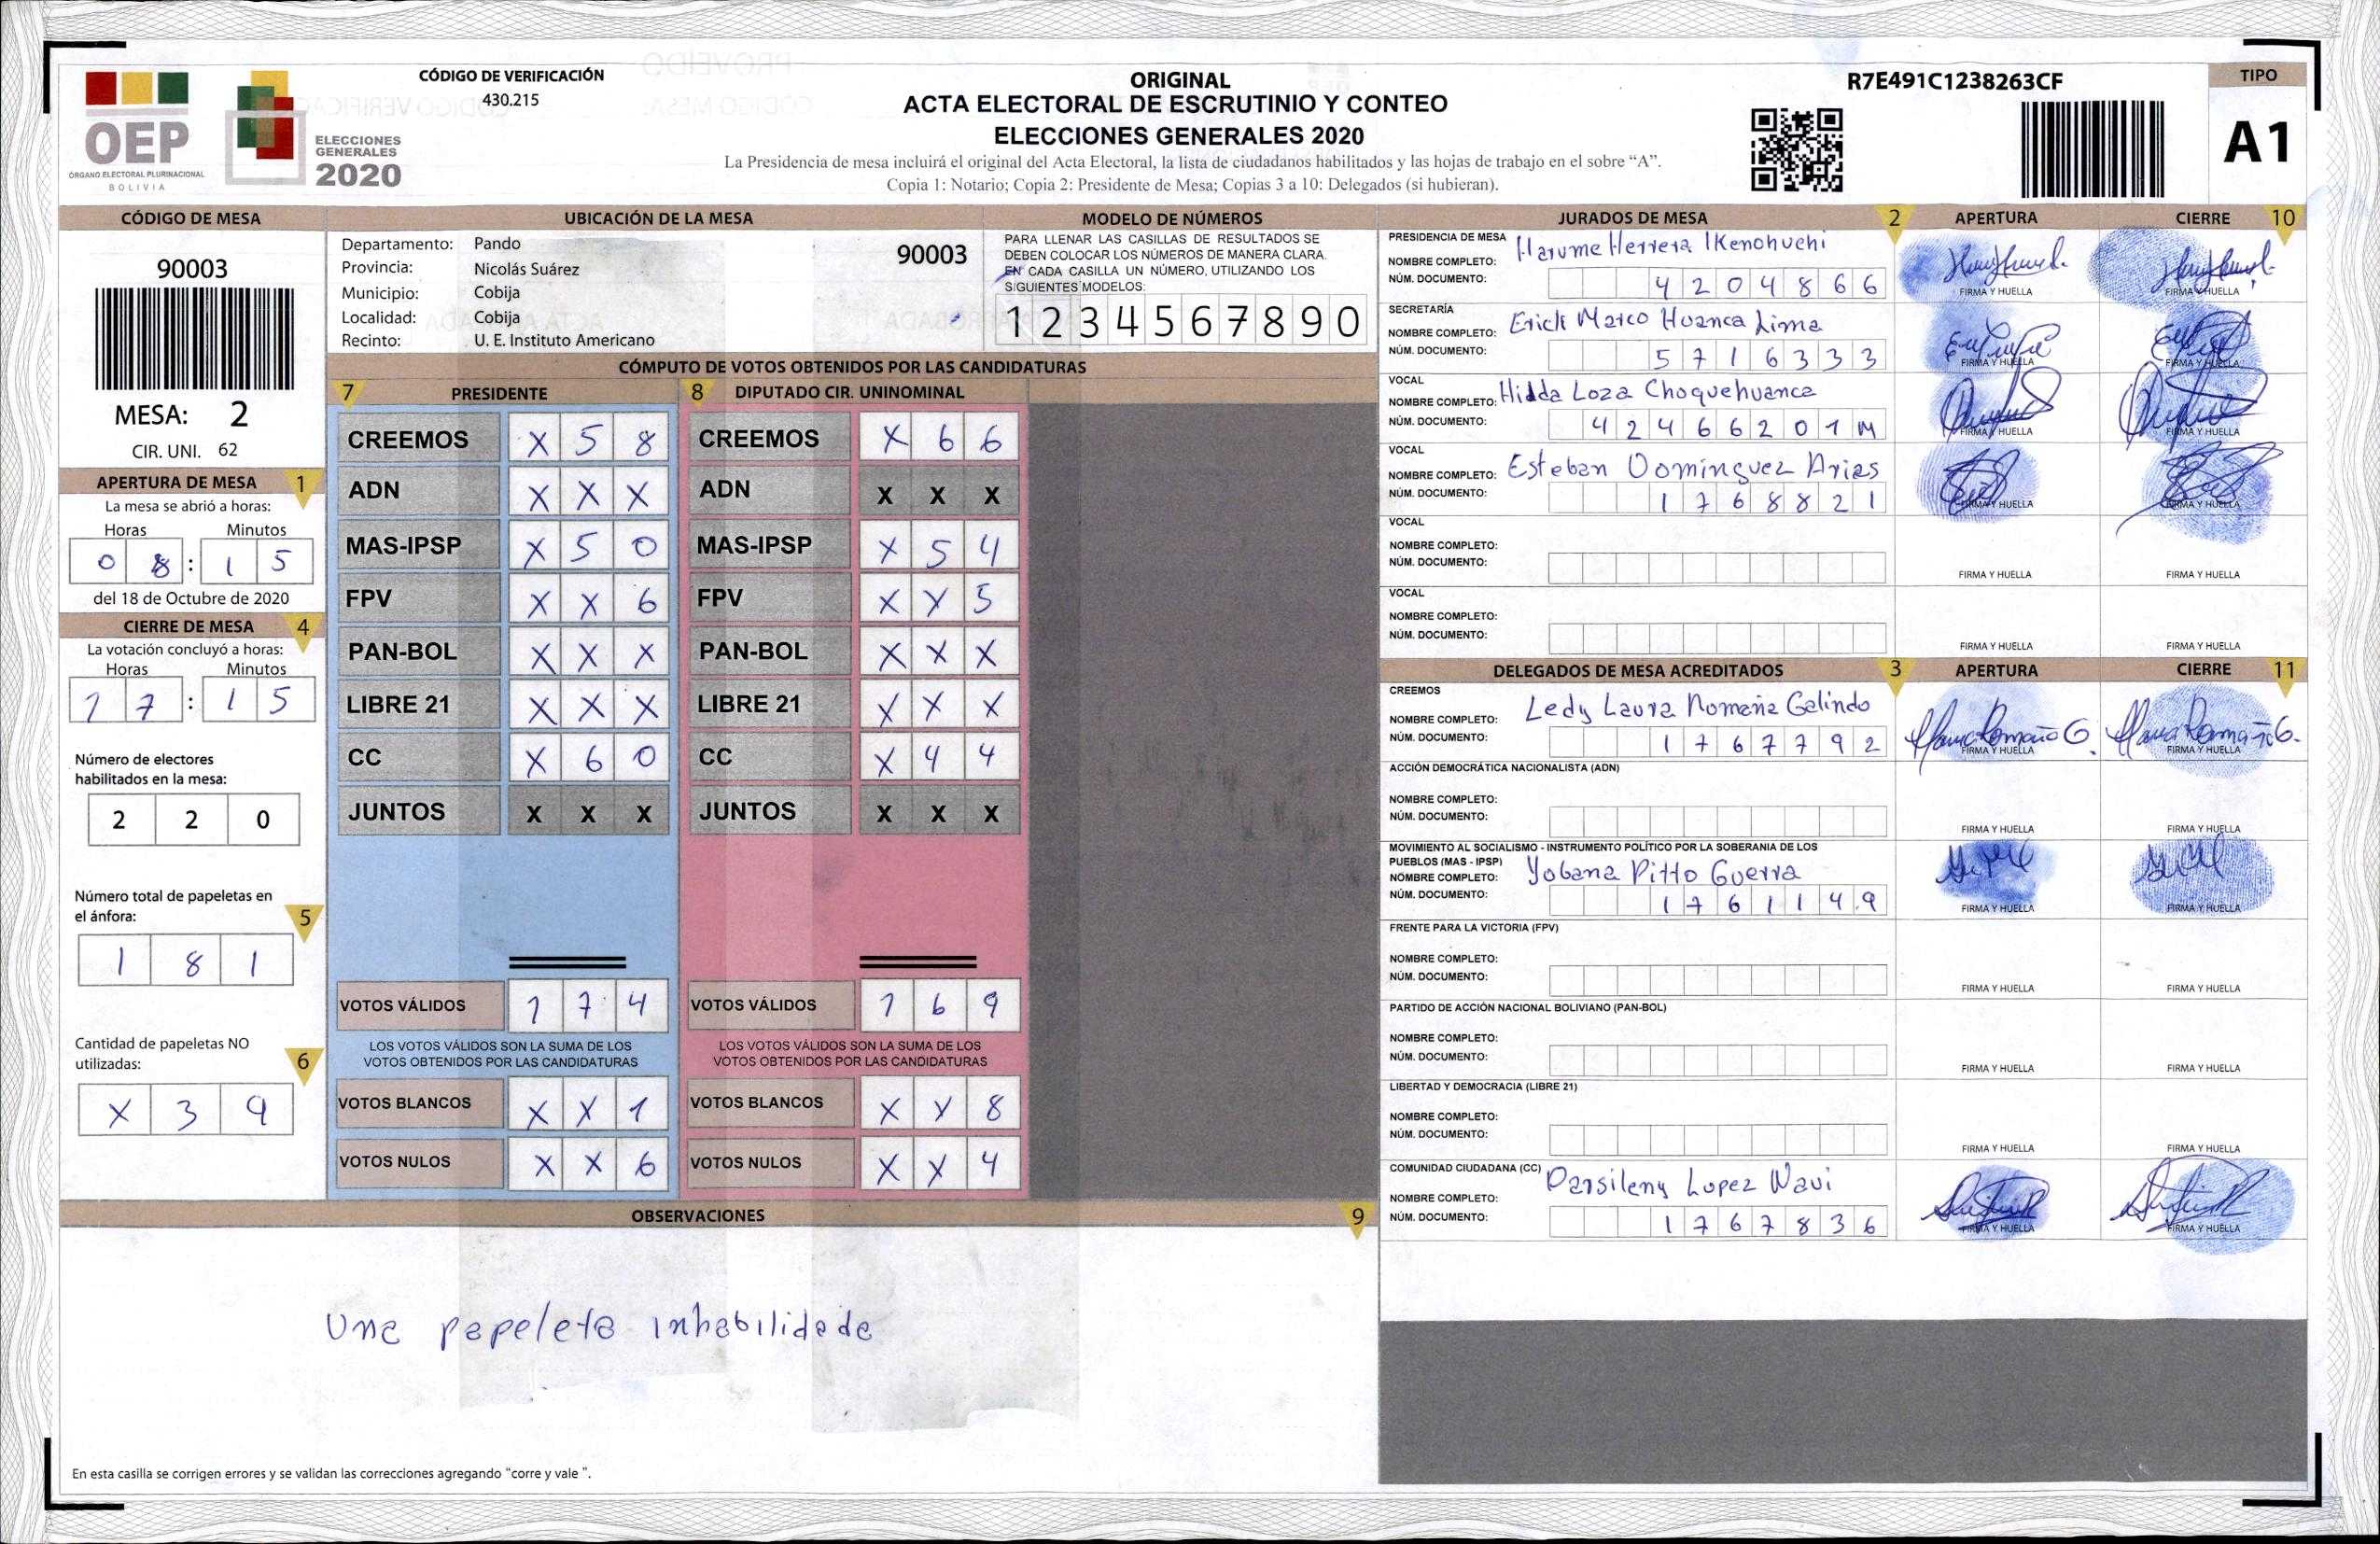 CÓDIGO DE VERIFICACIÓN
430.215
OEP
ÓRGANO ELECTORAL PLURINACIONAL
BOLIVIA
ELECCIONES
GENERALES
2020
ORIGINAL
ACTA ELECTORAL DE ESCRUTINIO Y CONTEO
ELECCIONES GENERALES 2020
La Presidencia de mesa incluirá el original del Acta Electoral, la lista de ciudadanos habilitados y las hojas de trabajo en el sobre “A”.
Copia 1: Notario; Copia 2: Presidente de Mesa; Copias 3 a 10: Delegados (si hubieran).
R7E491C1238263CF
TIPO
A1
CÓDIGO DE MESA
90003
MESA: 2
CIR. UNI. 62
APERTURA DE MESA 1
La mesa se abrió a horas:
Horas Minutos
0 8 : 1 5
del 18 de Octubre de 2020
CIERRE DE MESA 4
La votación concluyó a horas:
Horas Minutos
1 7 : 1 5
Número de electores
habilitados en la mesa:
2 2 0
Número total de papeletas en
el ánfora: 5
1 8 1
Cantidad de papeletas NO
utilizadas: 6
X 3 9
UBICACIÓN DE LA MESA
Departamento: Pando
90003
Provincia: Nicolás Suárez
Municipio: Cobija
Localidad: Cobija
Recinto: U. E. Instituto Americano
MODELO DE NÚMEROS
PARA LLENAR LAS CASILLAS DE RESULTADOS SE
DEBEN COLOCAR LOS NÚMEROS DE MANERA CLARA.
EN CADA CASILLA UN NÚMERO, UTILIZANDO LOS
SIGUIENTES MODELOS:
1 2 3 4 5 6 7 8 9 0
CÓMPUTO DE VOTOS OBTENIDOS POR LAS CANDIDATURAS
7 PRESIDENTE
CREEMOS X 5 8
ADN X X X
MAS-IPSP X 5 0
FPV X X 6
PAN-BOL X X X
LIBRE 21 X X X
CC X 6 0
JUNTOS X X X
VOTOS VÁLIDOS 1 7 4
LOS VOTOS VÁLIDOS SON LA SUMA DE LOS
VOTOS OBTENIDOS POR LAS CANDIDATURAS
VOTOS BLANCOS X X 1
VOTOS NULOS X X 6
8 DIPUTADO CIR. UNINOMINAL
CREEMOS X 6 6
ADN X X X
MAS-IPSP X 5 4
FPV X X 5
PAN-BOL X X X
LIBRE 21 X X X
CC X 4 4
JUNTOS X X X
VOTOS VÁLIDOS 1 6 9
LOS VOTOS VÁLIDOS SON LA SUMA DE LOS
VOTOS OBTENIDOS POR LAS CANDIDATURAS
VOTOS BLANCOS X X 8
VOTOS NULOS X X 4
OBSERVACIONES 9
Una papeleta inhabilidada
En esta casilla se corrigen errores y se validan las correcciones agregando “corre y vale ”.
JURADOS DE MESA 2 APERTURA CIERRE 10
PRESIDENCIA DE MESA
NOMBRE COMPLETO: Harume Herrera Ikenohuchi
NÚM. DOCUMENTO: 4 2 0 4 8 6 6
FIRMA Y HUELLA FIRMA Y HUELLA
SECRETARÍA
NOMBRE COMPLETO: Erick Marco Huanca Lima
NÚM. DOCUMENTO: 5 7 1 6 3 3 3
FIRMA Y HUELLA FIRMA Y HUELLA
VOCAL
NOMBRE COMPLETO: Hilda Loza Choquehuanca
NÚM. DOCUMENTO: 4 2 4 6 6 2 0 1 M
FIRMA Y HUELLA FIRMA Y HUELLA
VOCAL
NOMBRE COMPLETO: Esteban Dominguez Arias
NÚM. DOCUMENTO: 1 7 6 8 8 2 1
FIRMA Y HUELLA FIRMA Y HUELLA
VOCAL
NOMBRE COMPLETO:
NÚM. DOCUMENTO:
FIRMA Y HUELLA FIRMA Y HUELLA
VOCAL
NOMBRE COMPLETO:
NÚM. DOCUMENTO:
FIRMA Y HUELLA FIRMA Y HUELLA
DELEGADOS DE MESA ACREDITADOS 3 APERTURA CIERRE 11
CREEMOS
NOMBRE COMPLETO: Ledy Laura Romaña Galindo
NÚM. DOCUMENTO: 1 7 6 7 7 9 2
FIRMA Y HUELLA FIRMA Y HUELLA
ACCIÓN DEMOCRÁTICA NACIONALISTA (ADN)
NOMBRE COMPLETO:
NÚM. DOCUMENTO:
FIRMA Y HUELLA FIRMA Y HUELLA
MOVIMIENTO AL SOCIALISMO - INSTRUMENTO POLÍTICO POR LA SOBERANIA DE LOS
PUEBLOS (MAS - IPSP)
NOMBRE COMPLETO: Yobana Pitto Guerra
NÚM. DOCUMENTO: 1 7 6 1 1 4 9
FIRMA Y HUELLA FIRMA Y HUELLA
FRENTE PARA LA VICTORIA (FPV)
NOMBRE COMPLETO:
NÚM. DOCUMENTO:
FIRMA Y HUELLA FIRMA Y HUELLA
PARTIDO DE ACCIÓN NACIONAL BOLIVIANO (PAN-BOL)
NOMBRE COMPLETO:
NÚM. DOCUMENTO:
FIRMA Y HUELLA FIRMA Y HUELLA
LIBERTAD Y DEMOCRACIA (LIBRE 21)
NOMBRE COMPLETO:
NÚM. DOCUMENTO:
FIRMA Y HUELLA FIRMA Y HUELLA
COMUNIDAD CIUDADANA (CC)
NOMBRE COMPLETO: Darsileny Lopez Navi
NÚM. DOCUMENTO: 1 7 6 7 8 3 6
FIRMA Y HUELLA FIRMA Y HUELLA